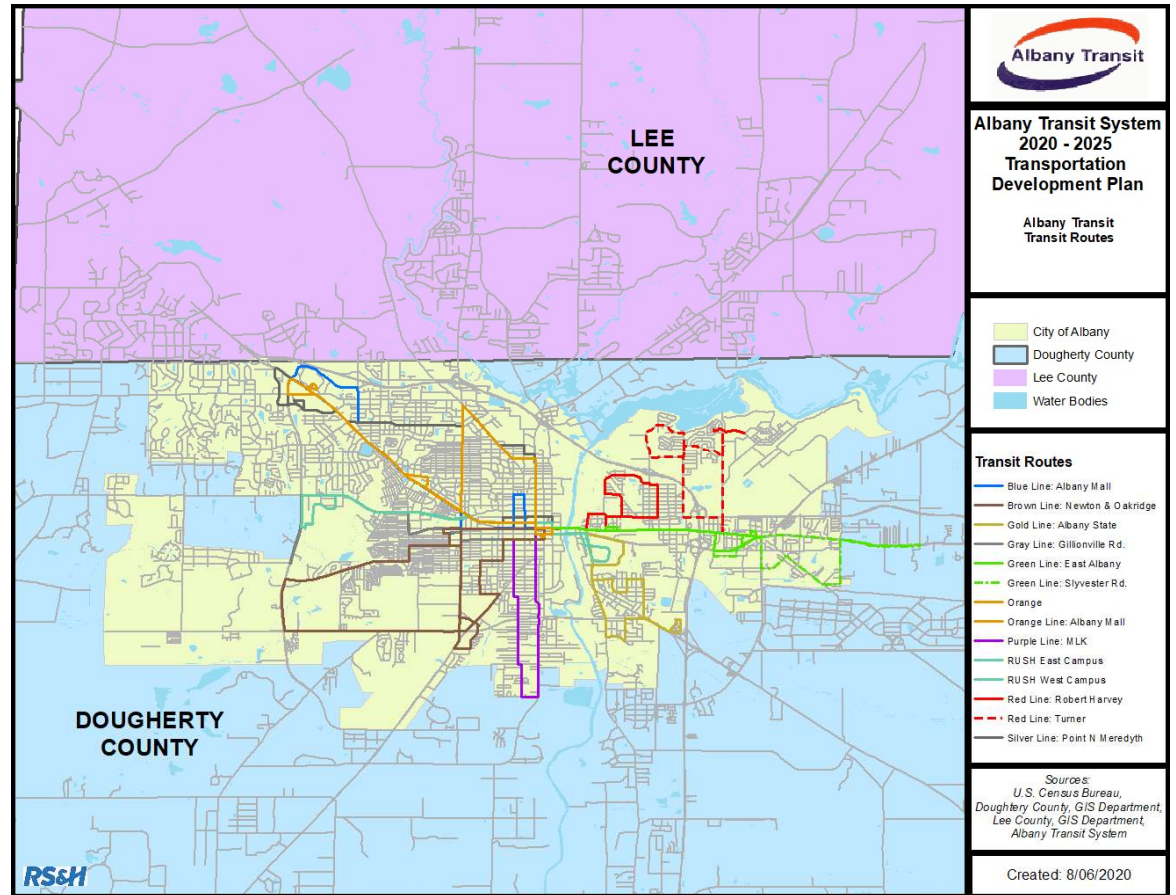 LEE
COUNTY
DOUGHERTY
COUNTY
RS&H
Albany Transit
Albany Transit System
2020 - 2025
Transportation
Development Plan
Albany Transit
Transit Routes
City of Albany
Dougherty County
Lee County
Water Bodies
Transit Routes
Blue Line: Albany Mall
Brown Line: Newton & Oakridge
Gold Line: Albany State
Gray Line: Gillionville Rd.
Green Line: East Albany
Green Line: Slyvester Rd.
Orange
Orange Line: Albany Mall
Purple Line: MLK
RUSH East Campus
RUSH West Campus
Red Line: Robert Harvey
Red Line: Turner
Silver Line: Point N Meredyth
Sources:
U.S. Census Bureau,
Doughtery County, GIS Department,
Lee County, GIS Department,
Albany Transit System
Created: 8/06/2020